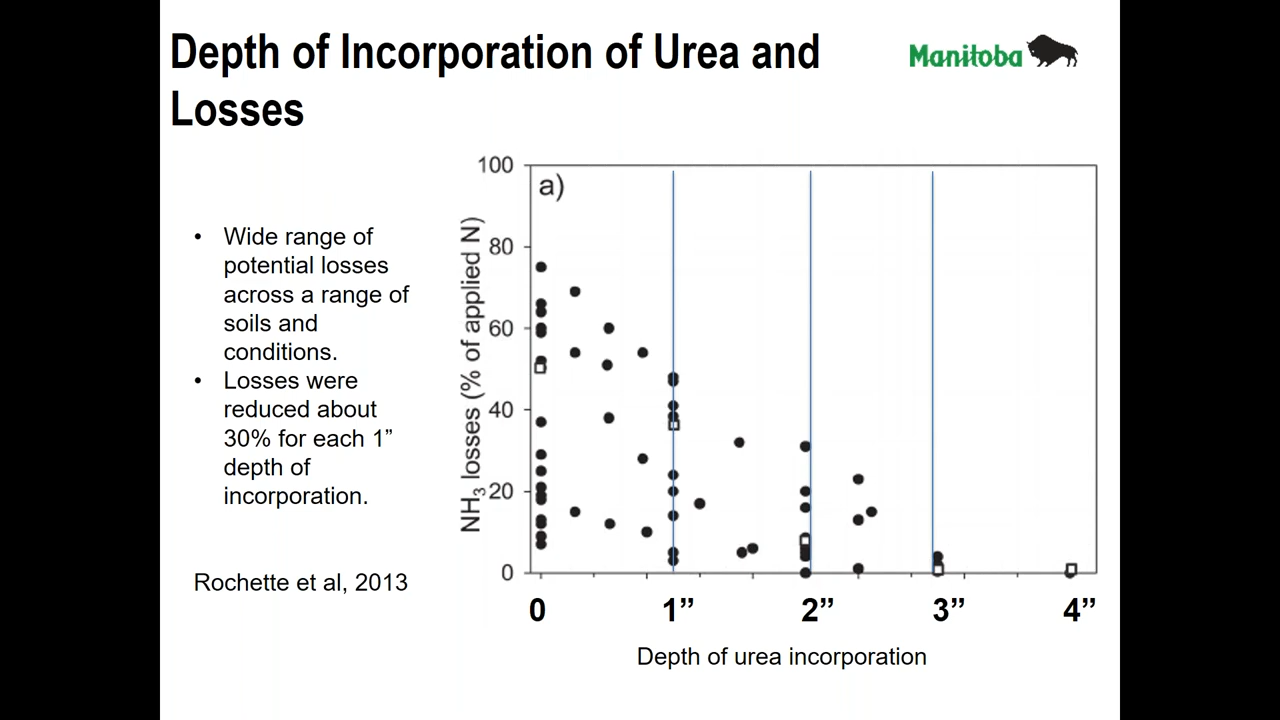 Depth of Incorporation of Urea and
Losses
Manitoba
• Wide range of
potential losses
across a range of
soils and
conditions.
• Losses were
reduced about
30% for each 1”
depth of
incorporation.
Rochette et al, 2013
a)
NH3 losses (% of applied N)
100
80
60
40
20
0
0 1” 2” 3” 4”
Depth of urea incorporation